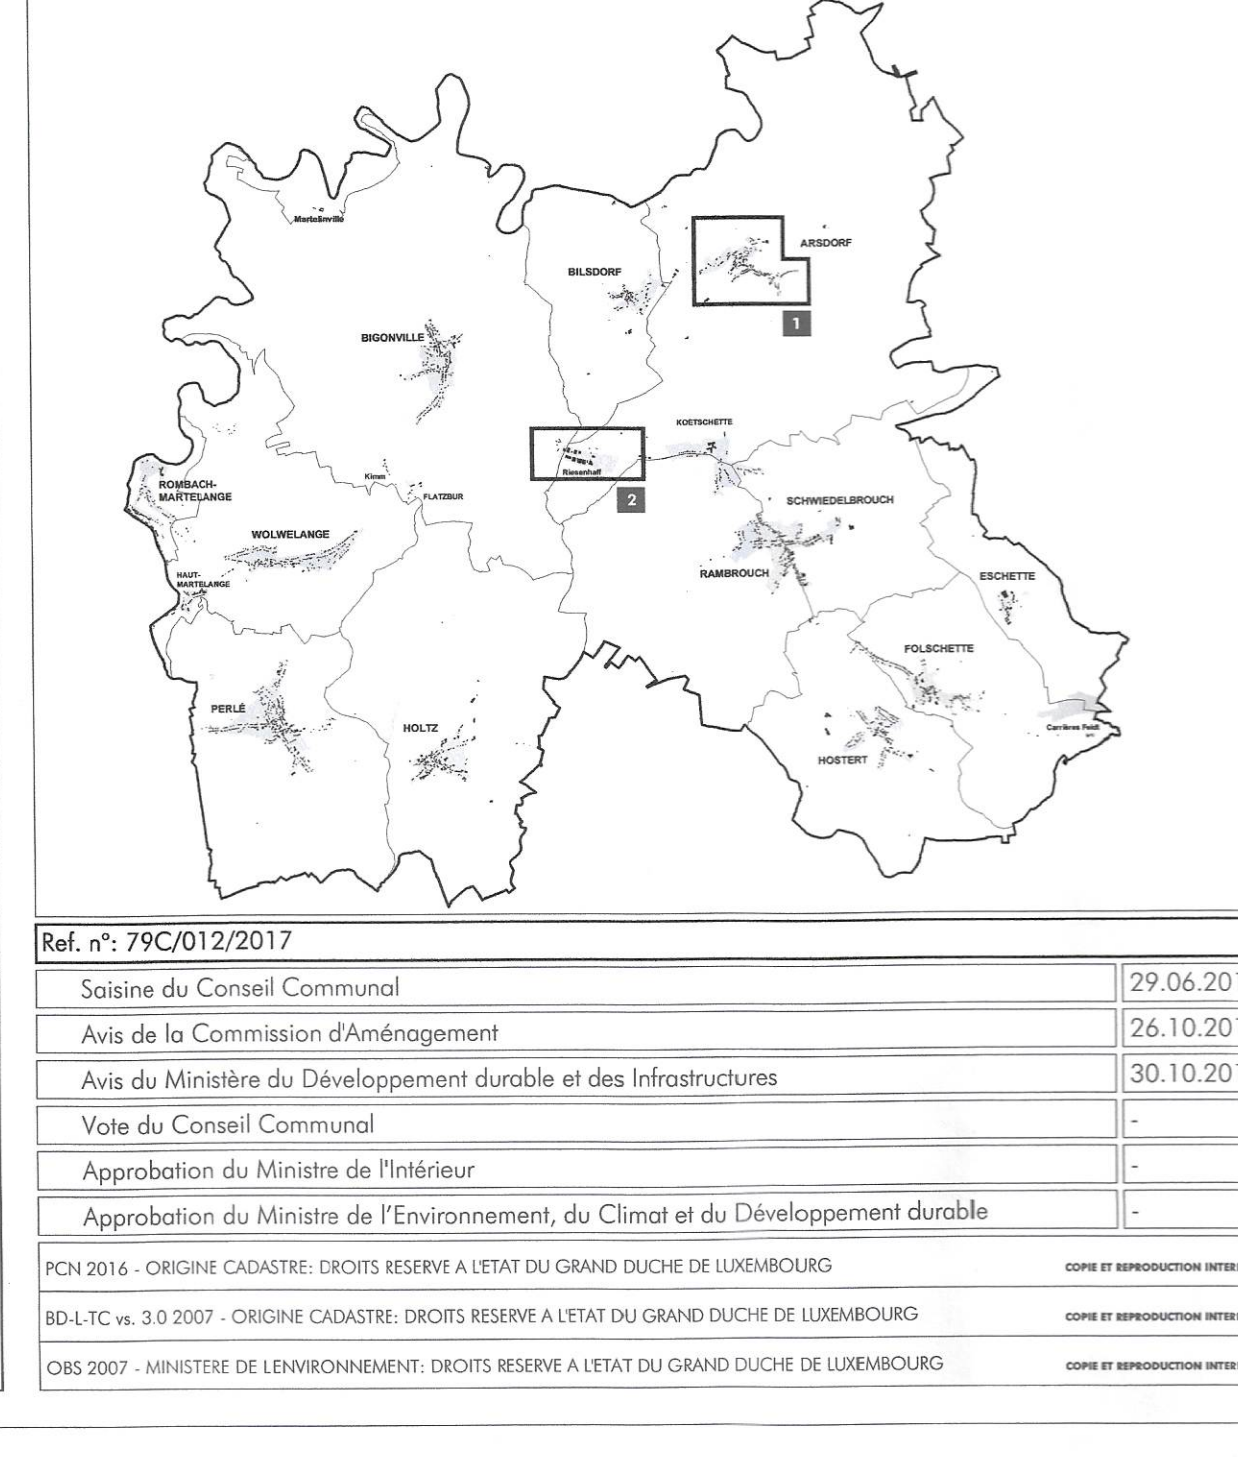 Martelinville
ARSDORF
BILSDORF
1
BIGONVILLE
KOETSCHETTE
Riesenhaff
Kimm
ROMBACH-
MARTELANGE
FLATZBUR
2
SCHWIEDELBROUCH
WOLWELANGE
HAUT-
MARTELANGE
RAMBROUCH
ESCHETTE
FOLSCHETTE
PERLÉ
HOLTZ
Carrières Feidt
HOSTERT
Ref. n°: 79C/012/2017
Saisine du Conseil Communal 29.06.201
Avis de la Commission d'Aménagement 26.10.201
Avis du Ministère du Développement durable et des Infrastructures 30.10.201
Vote du Conseil Communal -
Approbation du Ministre de l'Intérieur -
Approbation du Ministre de l’Environnement, du Climat et du Développement durable -
PCN 2016 - ORIGINE CADASTRE: DROITS RESERVE A L'ETAT DU GRAND DUCHE DE LUXEMBOURG COPIE ET REPRODUCTION INTER
BD-L-TC vs. 3.0 2007 - ORIGINE CADASTRE: DROITS RESERVE A L'ETAT DU GRAND DUCHE DE LUXEMBOURG COPIE ET REPRODUCTION INTER
OBS 2007 - MINISTERE DE LENVIRONNEMENT: DROITS RESERVE A L'ETAT DU GRAND DUCHE DE LUXEMBOURG COPIE ET REPRODUCTION INTER